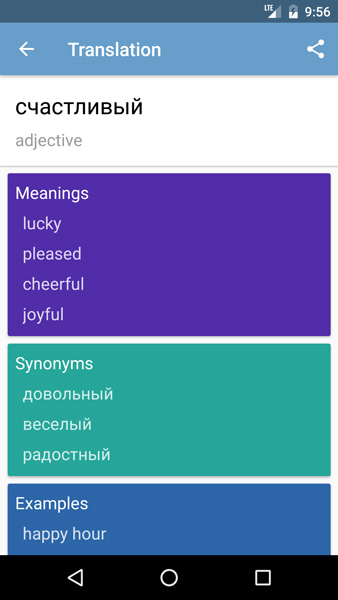 LTE 9:56
Translation
счастливый
adjective
Meanings
lucky
pleased
cheerful
joyful
Synonyms
довольный
веселый
радостный
Examples
happy hour